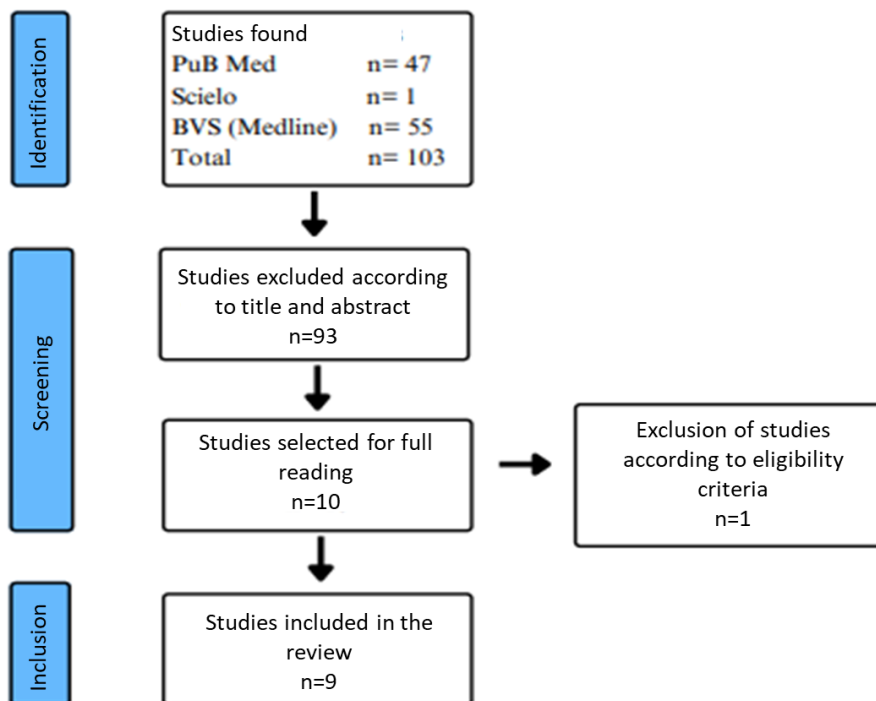 Identification
Studies found
PuB Med n= 47
Scielo n= 1
BVS (Medline) n= 55
Total n= 103
Screening
Studies excluded according
to title and abstract
n=93
Studies selected for full
reading
n=10
Exclusion of studies
according to eligibility
criteria
n=1
Inclusion
Studies included in the
review
n=9